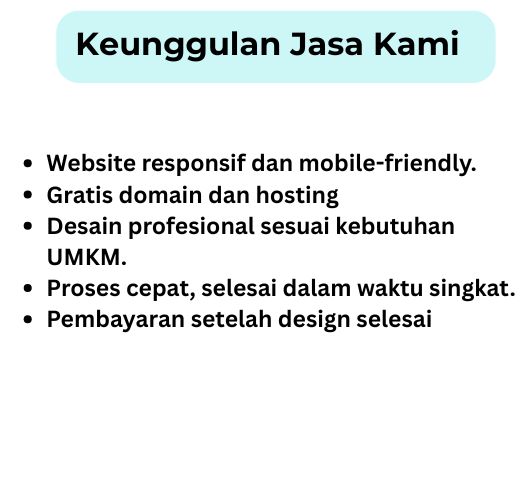 Keunggulan Jasa Kami
• Website responsif dan mobile-friendly.
• Gratis domain dan hosting
• Desain profesional sesuai kebutuhan
UMKM.
• Proses cepat, selesai dalam waktu singkat.
• Pembayaran setelah design selesai